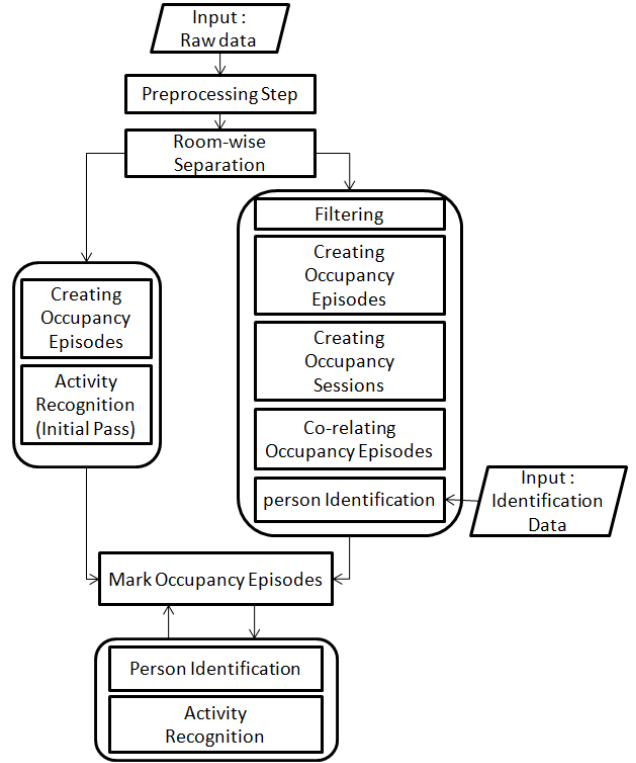 Input :
Raw data
Preprocessing Step
Room-wise
Separation
Filtering
Creating
Occupancy
Episodes
Creating
Occupancy
Sessions
Co-relating
Occupancy Episodes
person Identification
Input :
Identification
Data
Creating
Occupancy
Episodes
Activity
Recognition
(Initial Pass)
Mark Occupancy Episodes
Person Identification
Activity
Recognition